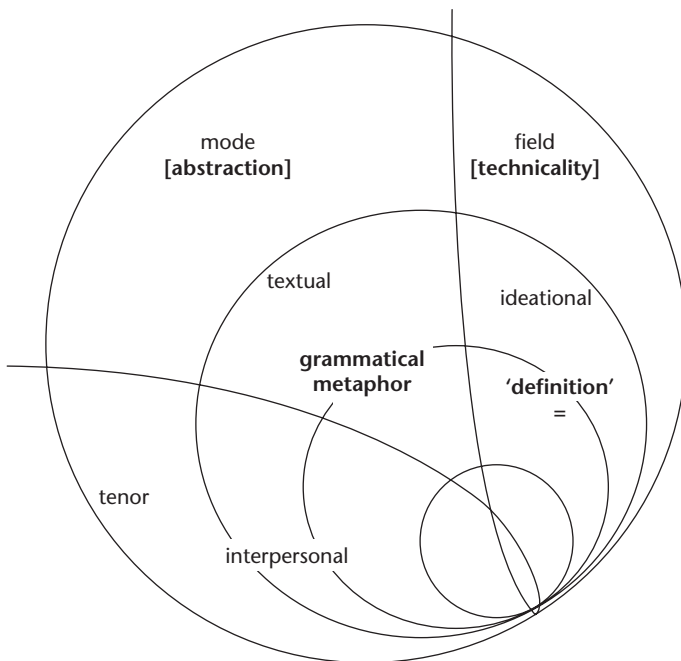 mode
[abstraction]
field
[technicality]
textual
ideational
grammatical
metaphor
‘definition’
=
tenor
interpersonal